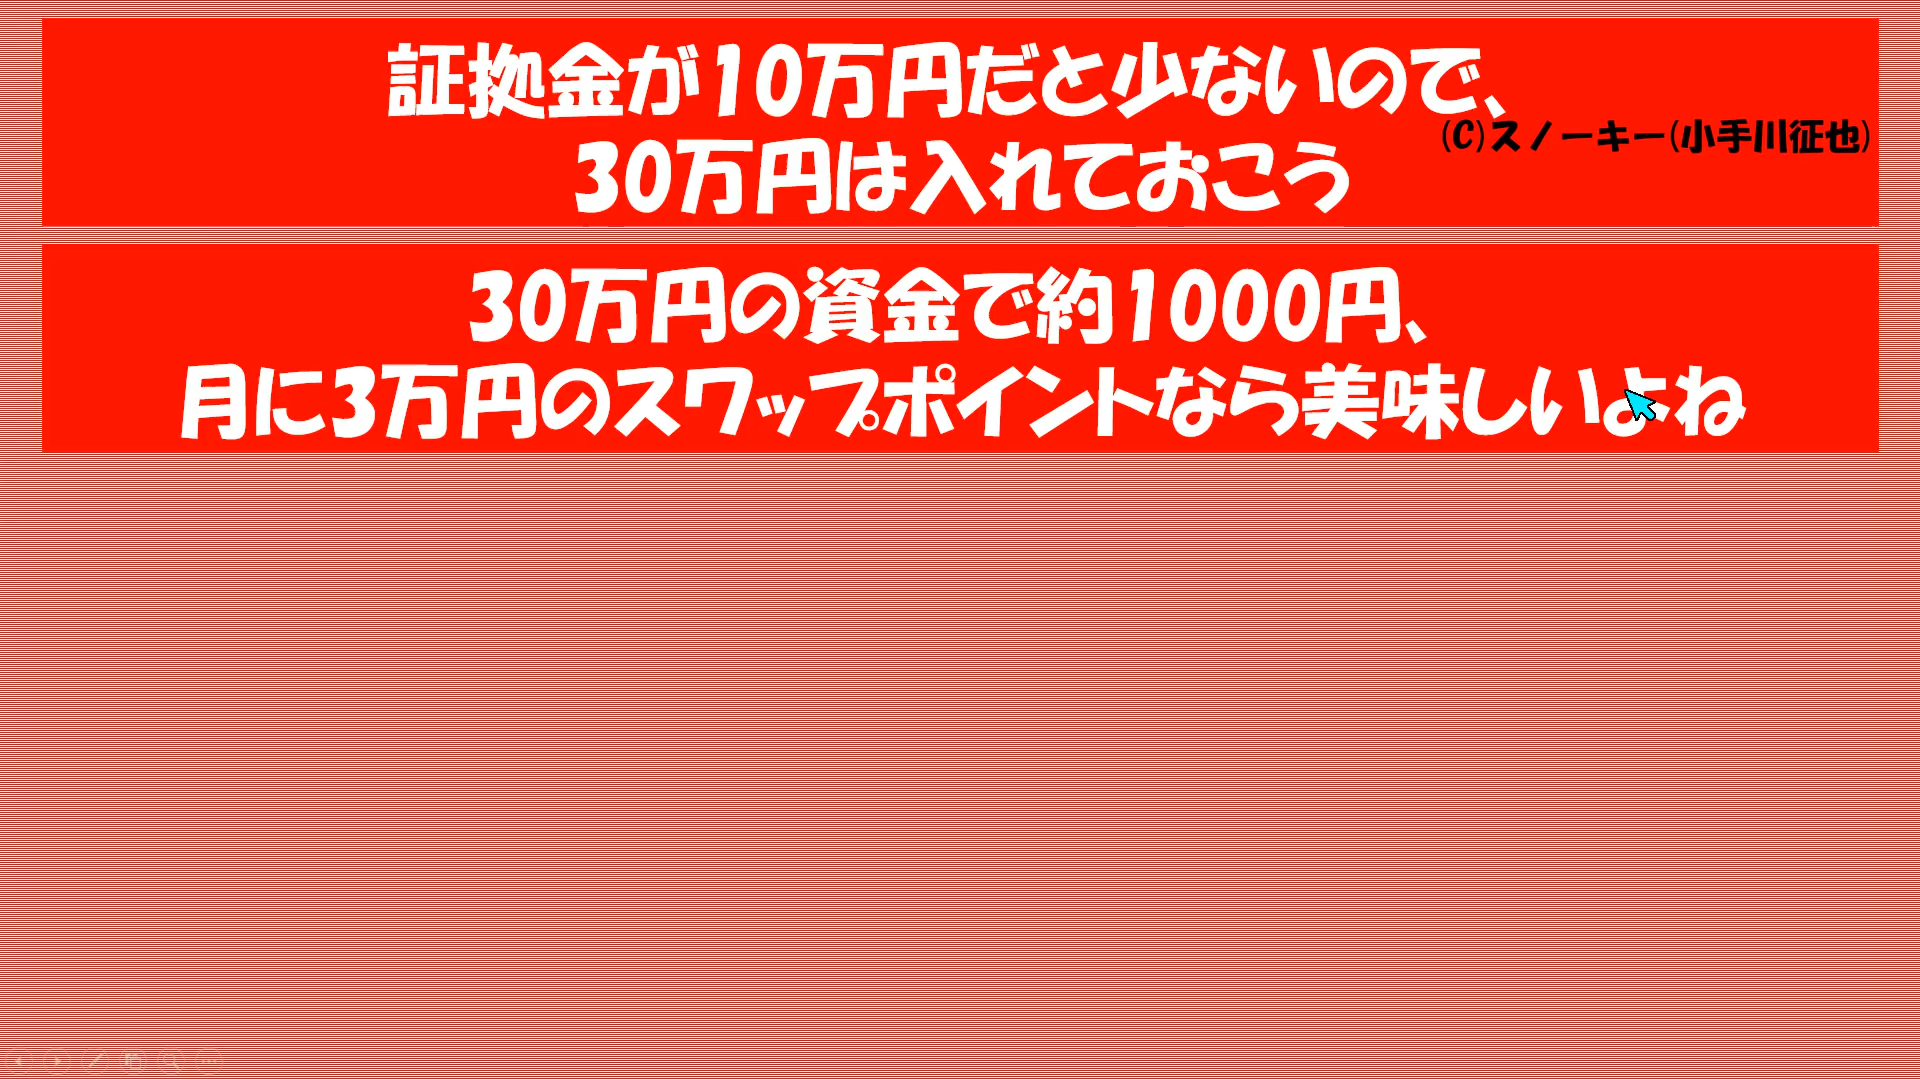 証拠金が10万円だと少ないので、
(C)スノーキー(小手川征也)
30万円は入れておこう
30万円の資金で約1000円、
月に3万円のスワップポイントなら美味しいよね